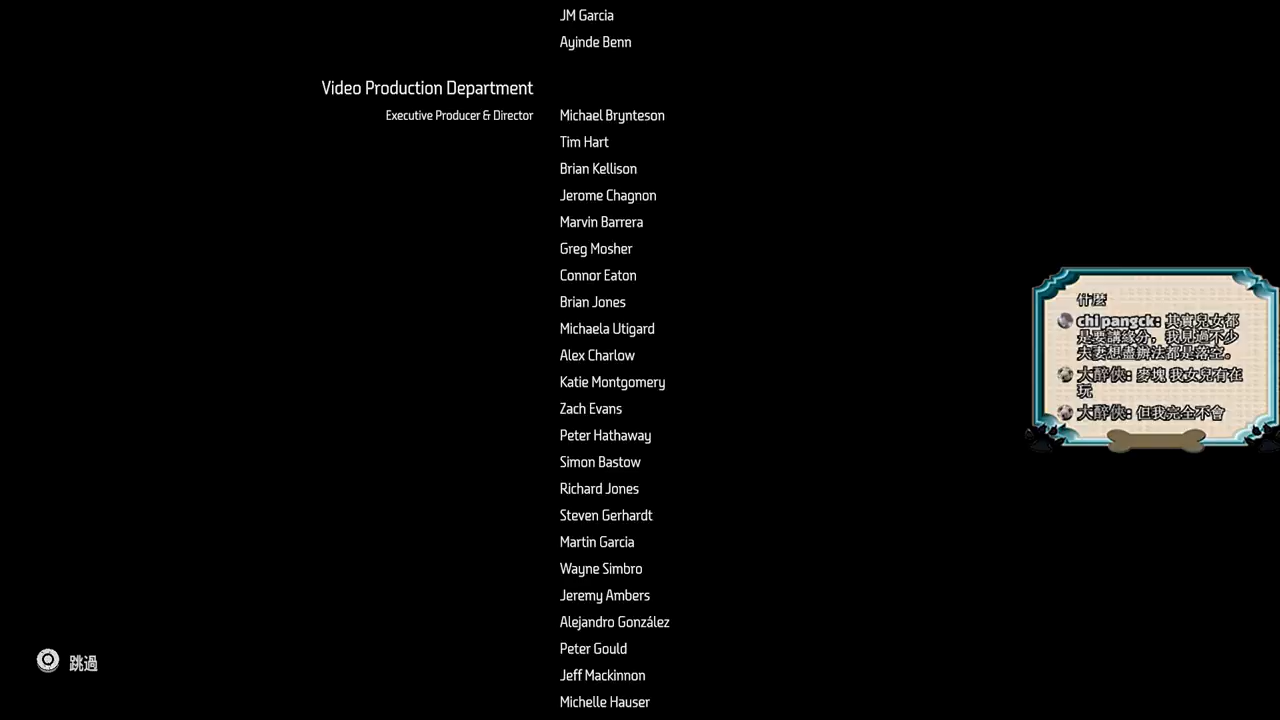 JM Garcia
Ayinde Benn
Video Production Department
Executive Producer & Director
Michael Brynteson
Tim Hart
Brian Kellison
Jerome Chagnon
Marvin Barrera
Greg Mosher
Connor Eaton
Brian Jones
Michaela Utigard
Alex Charlow
Katie Montgomery
Zach Evans
Peter Hathaway
Simon Bastow
Richard Jones
Steven Gerhardt
Martin Garcia
Wayne Simbro
Jeremy Ambers
Alejandro González
Peter Gould
Jeff Mackinnon
Michelle Hauser
跳過
什麼
chi pangck: 其實兒女都
是要講緣分，我見過不少
夫妻想盡辦法都是落空。
大醉俠: 麥塊 我女兒有在
玩
大醉俠: 但我完全不會